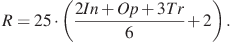 R = 25 · ( (2In + Op + 3Tr) / 6 + 2 ).